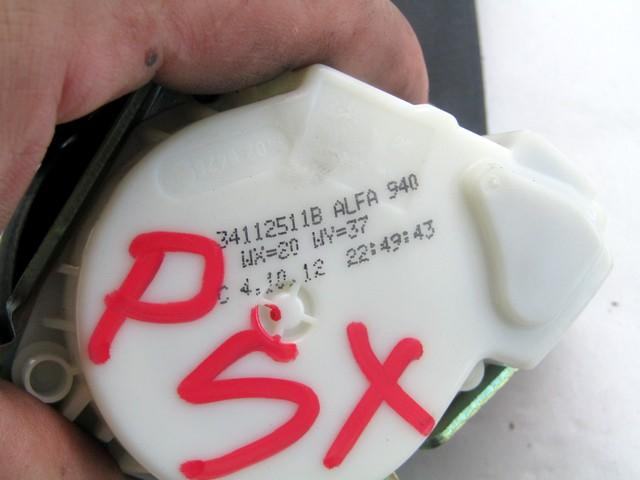 34112511B ALFA 940
WX=20 WY=37
C 4.10.12 22:49:43
P
SX